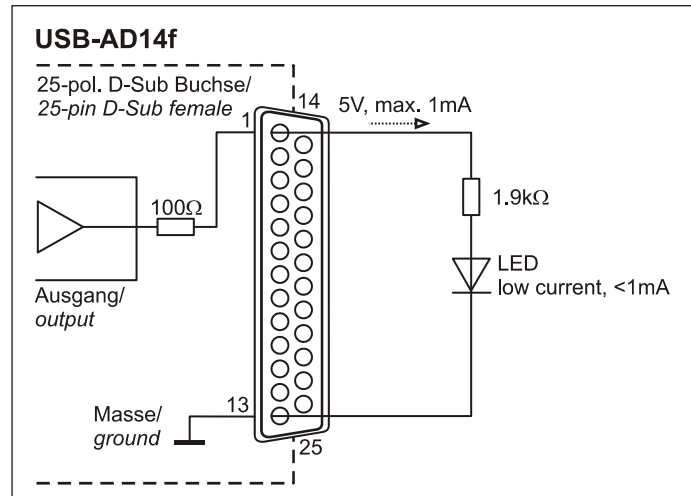 USB-AD14f
25-pol. D-Sub Buchse/
25-pin D-Sub female
14
1
5V, max. 1mA
100Ω
1.9kΩ
LED
low current, <1mA
Ausgang/
output
13
Masse/
ground
25